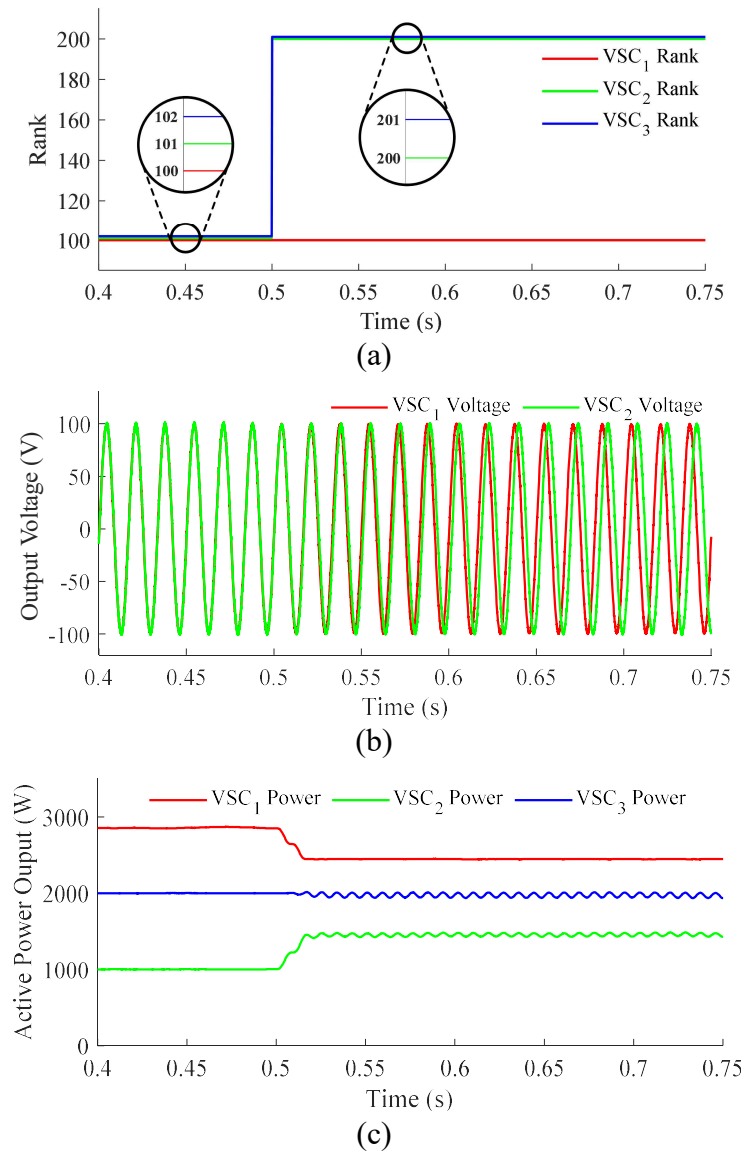 200
180
160
140
120
100
Rank
102
101
100
201
200
VSC1 Rank
VSC2 Rank
VSC3 Rank
0.4 0.45 0.5 0.55 0.6 0.65 0.7 0.75
Time (s)
(a)
VSC1 Voltage VSC2 Voltage
100
50
0
-50
-100
Output Voltage (V)
0.4 0.45 0.5 0.55 0.6 0.65 0.7 0.75
Time (s)
(b)
VSC1 Power VSC2 Power VSC3 Power
3000
2000
1000
0
Active Power Ouput (W)
0.4 0.45 0.5 0.55 0.6 0.65 0.7 0.75
Time (s)
(c)